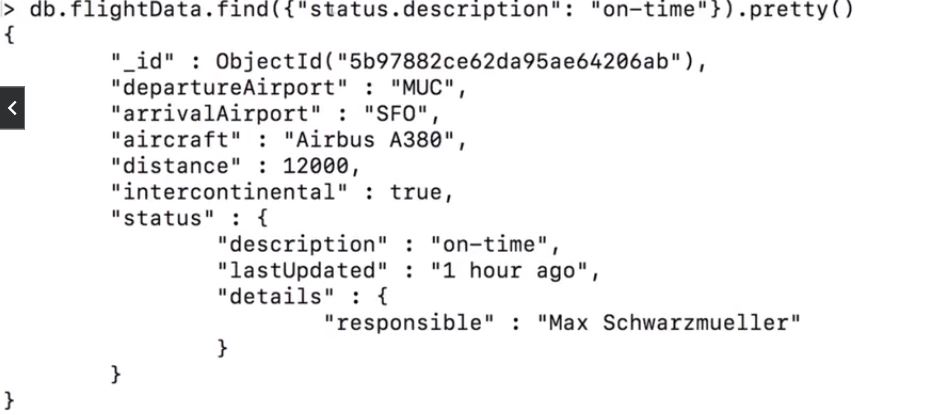 > db.flightData.find({"status.description": "on-time"}).pretty()
{
        "_id" : ObjectId("5b97882ce62da95ae64206ab"),
        "departureAirport" : "MUC",
        "arrivalAirport" : "SFO",
        "aircraft" : "Airbus A380",
        "distance" : 12000,
        "intercontinental" : true,
        "status" : {
                "description" : "on-time",
                "lastUpdated" : "1 hour ago",
                "details" : {
                        "responsible" : "Max Schwarzmueller"
                }
        }
}